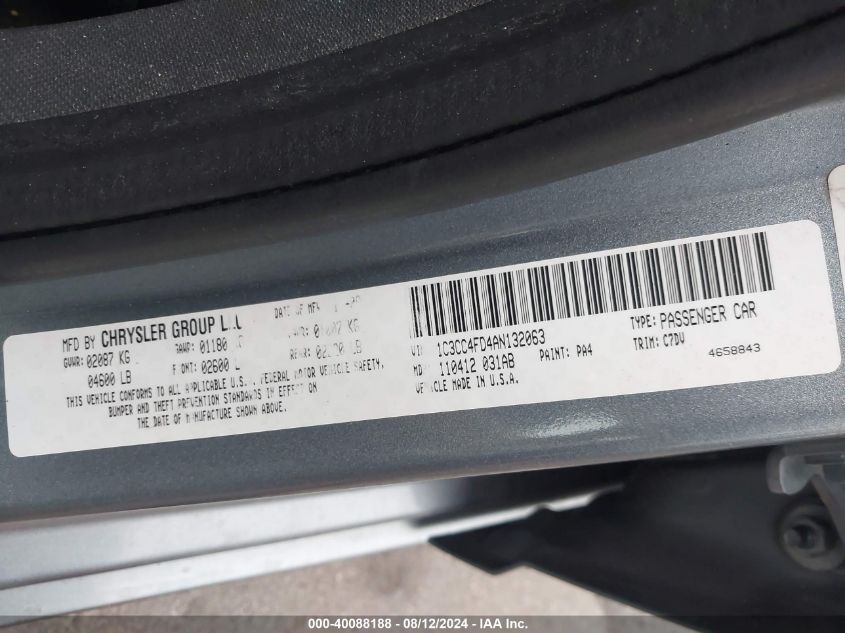 MFD BY CHRYSLER GROUP
DATE OF MFR
GVWR: 02087 KG
01180
KG
04600 LB
FRONT: 02600
REAR:
THIS VEHICLE CONFORMS TO ALL APPLICABLE U.S. FEDERAL MOTOR VEHICLE SAFETY,
BUMPER AND THEFT PREVENTION STANDARDS IN EFFECT ON
THE DATE OF MANUFACTURE SHOWN ABOVE.
1C3CC4FD4AN132063
TYPE: PASSENGER CAR
110412 031AB
PAINT: PA4
TRIM: C7DV
VEHICLE MADE IN U.S.A.
4658843
000-40088188 - 08/12/2024 - IAA Inc.